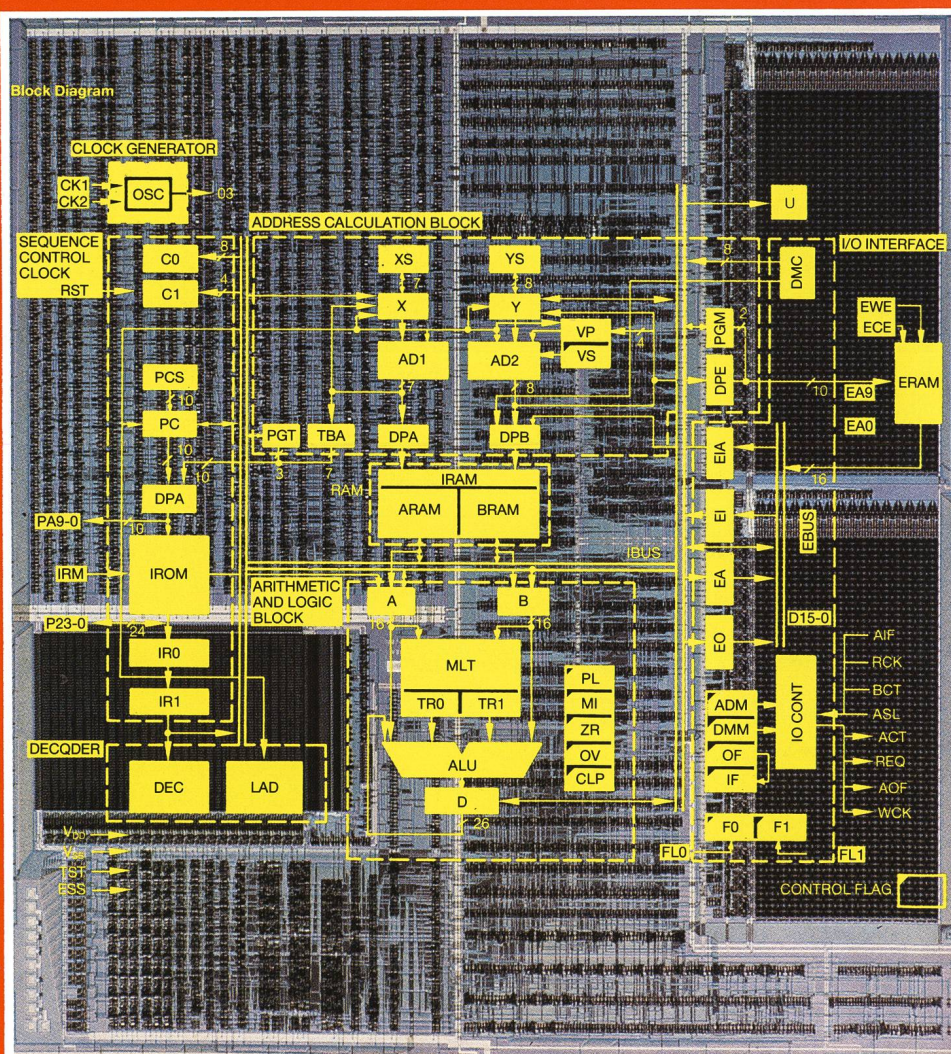 Block Diagram
CLOCK GENERATOR
CK1
CK2
OSC
03
SEQUENCE
CONTROL
CLOCK
RST
C0
8
C1
4
PCS
10
PC
10
10
DPA
PA9-0
10
IRM
IROM
P23-0
24
IR0
IR1
DECODER
DEC
LAD
VDD
VSS
TST
ESS
ADDRESS CALCULATION BLOCK
XS
YS
7
8
X
Y
VP
VS
4
AD1
AD2
7
8
PGT
TBA
DPA
DPB
3
7
RAM
IRAM
ARAM
BRAM
IBUS
ARITHMETIC
AND LOGIC
BLOCK
A
B
16
16
MLT
TR0
TR1
ALU
D
26
PL
MI
ZR
OV
CLP
U
I/O INTERFACE
8
DMC
PGM
2
DPE
EWE
ECE
ERAM
10
EA9
EA0
EIA
16
EI
EBUS
EA
EO
D15-0
ADM
DMM
OF
IF
IO CONT
AIF
RCK
BCT
ASL
ACT
REQ
AOF
WCK
F0
F1
FL0
FL1
CONTROL FLAG